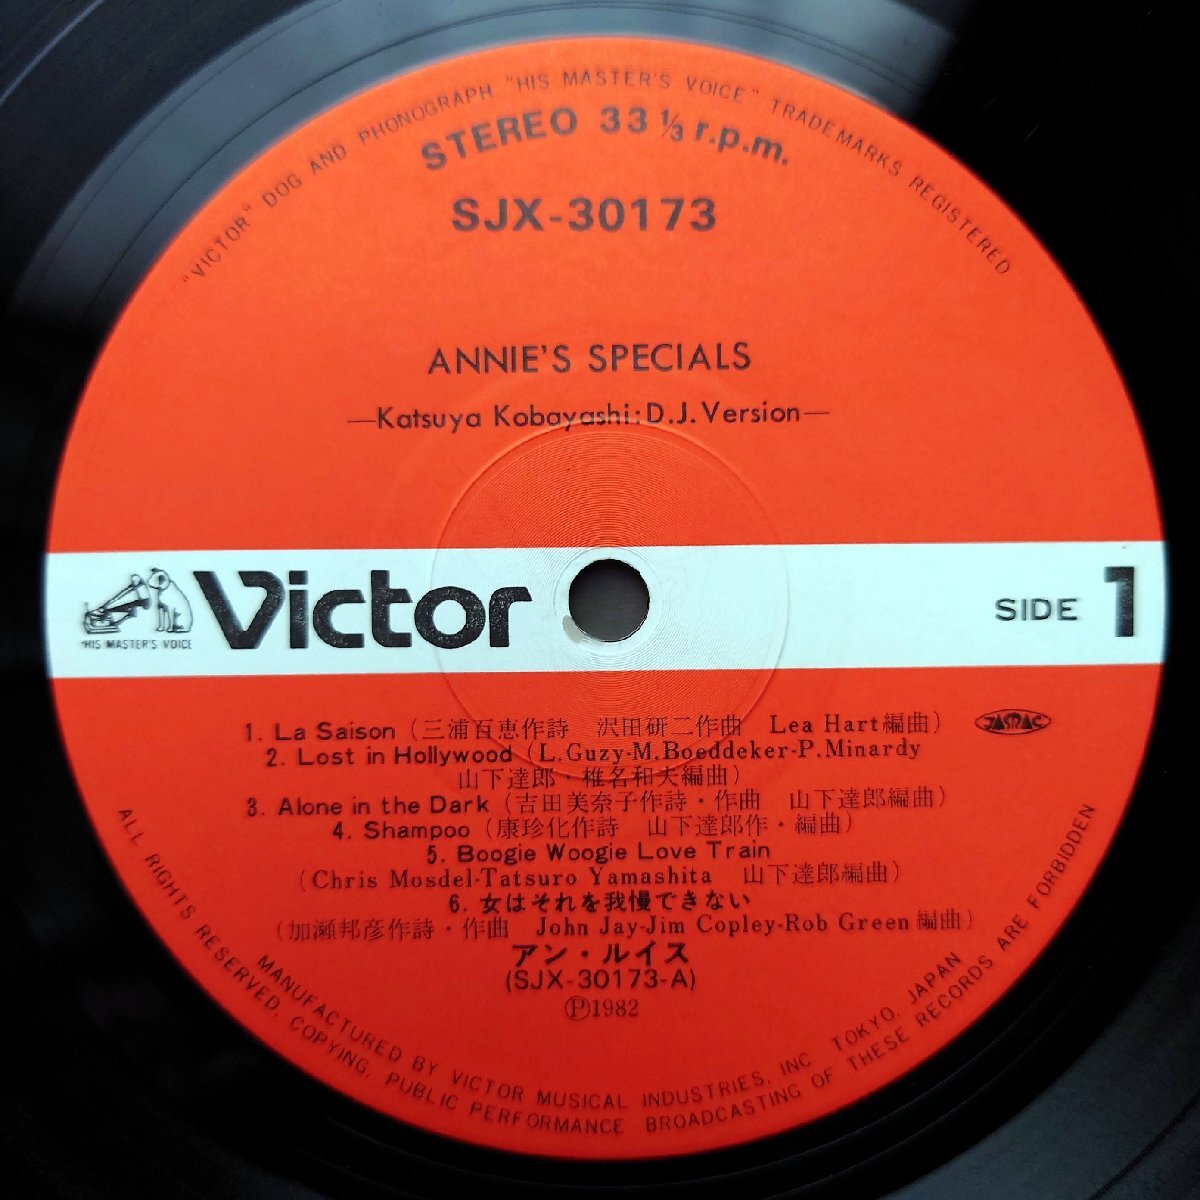 "VICTOR" DOG AND PHONOGRAPH "HIS MASTER'S VOICE" TRADEMARKS REGISTERED
STEREO 33 ⅓ r.p.m.
SJX-30173
ANNIE'S SPECIALS
—Katsuya Kobayashi:D.J.Version—
"HIS MASTER'S VOICE"
Victor
SIDE 1
1. La Saison (三浦百恵作詩 沢田研二作曲 Lea Hart編曲) JASRAC
2. Lost in Hollywood (L.Guzy-M.Boeddeker-P.Minardy
山下達郎・椎名和夫編曲)
3. Alone in the Dark (吉田美奈子作詩・作曲 山下達郎編曲)
4. Shampoo (康珍化作詩 山下達郎作・編曲)
5. Boogie Woogie Love Train
(Chris Mosdel-Tatsuro Yamashita 山下達郎編曲)
6. 女はそれを我慢できない
(加瀬邦彦作詩・作曲 John Jay-Jim Copley-Rob Green編曲)
アン・ルイス
(SJX-30173-A)
Ⓟ1982
MANUFACTURED BY VICTOR MUSICAL INDUSTRIES, INC TOKYO, JAPAN
ALL RIGHTS RESERVED, COPYING, PUBLIC PERFORMANCE BROADCASTING OF THESE RECORDS ARE FORBIDDEN